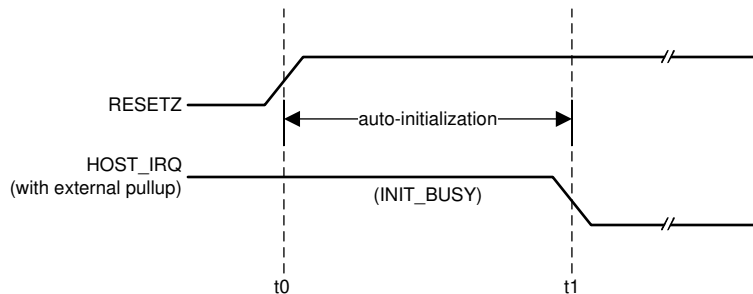 RESETZ
auto-initialization
HOST_IRQ
(with external pullup)
(INIT_BUSY)
t0
t1